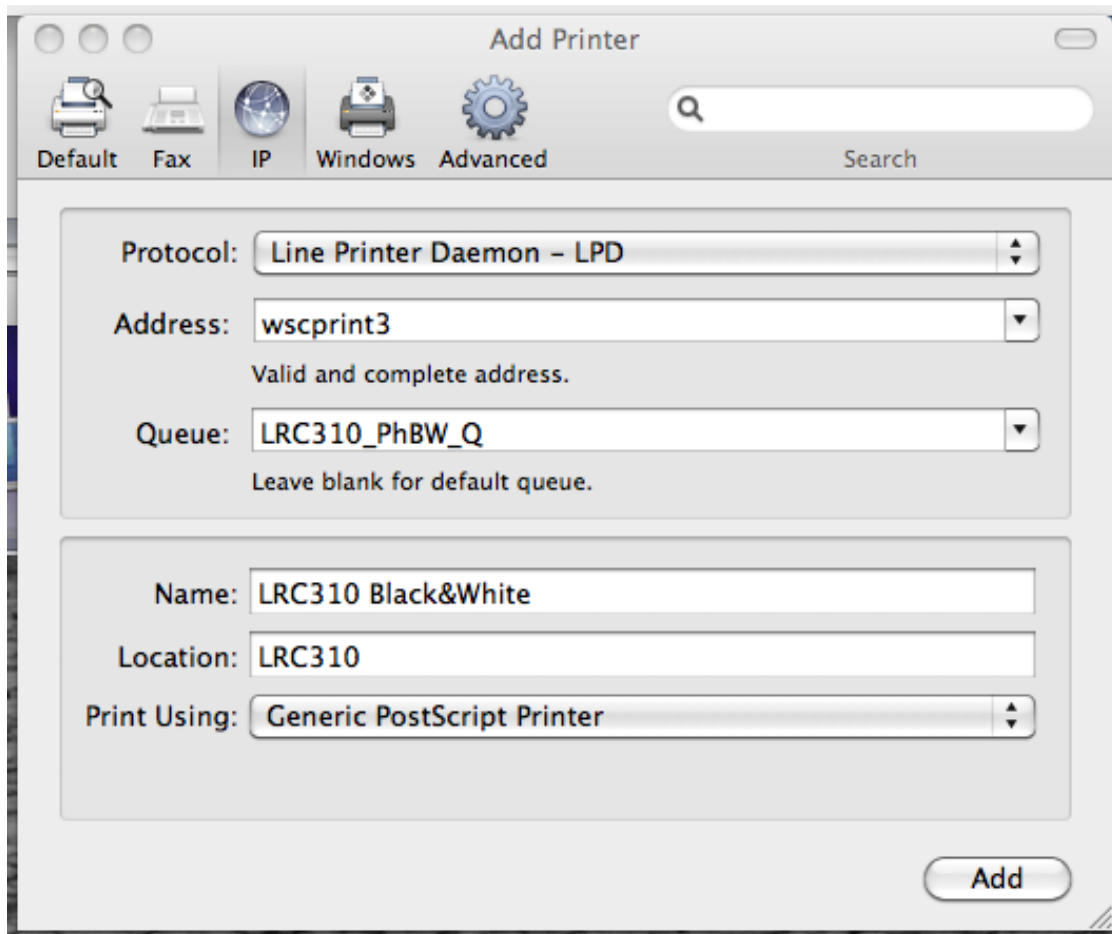 Add Printer
Default Fax IP Windows Advanced Search
Protocol: Line Printer Daemon – LPD
Address: wscprint3
Valid and complete address.
Queue: LRC310_PhBW_Q
Leave blank for default queue.
Name: LRC310 Black&White
Location: LRC310
Print Using: Generic PostScript Printer
Add